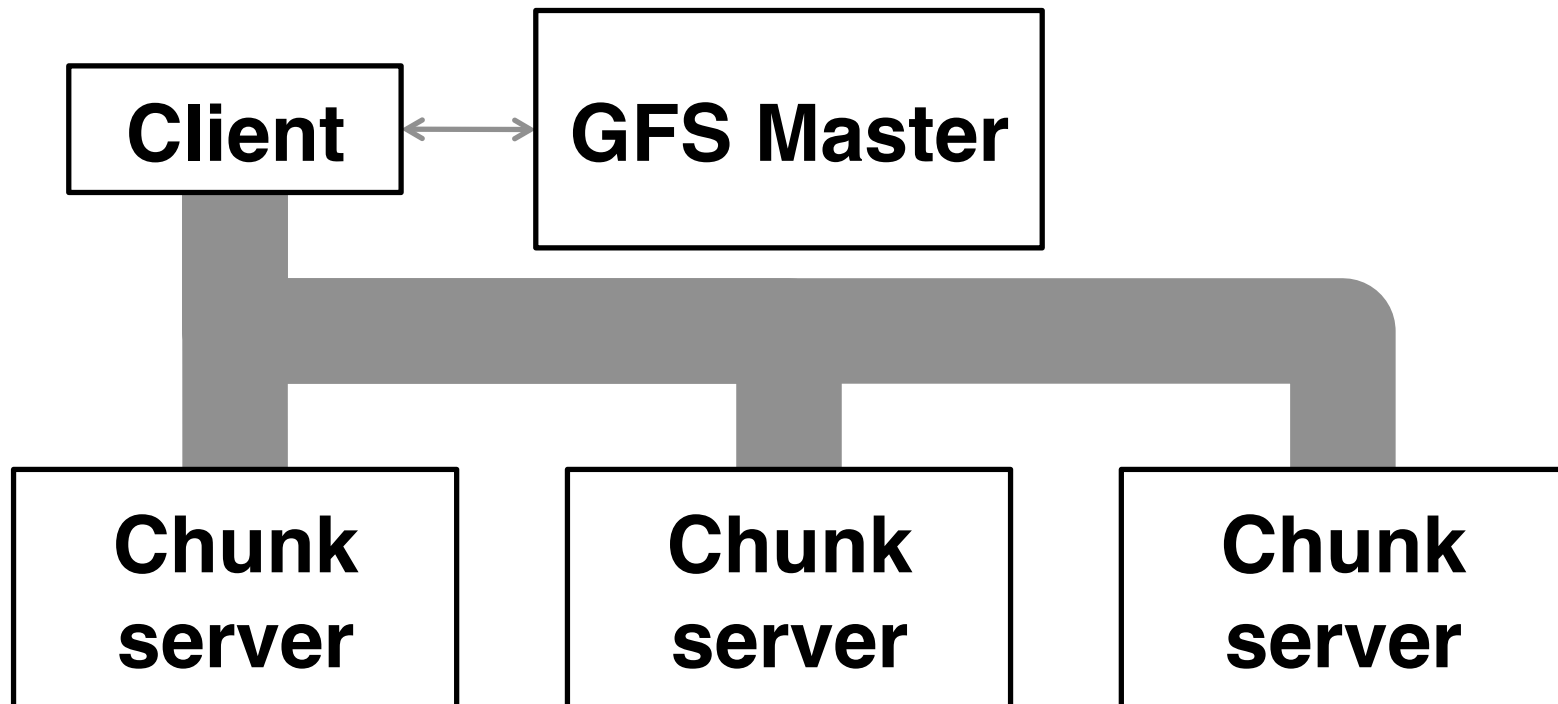 Client
GFS Master
Chunk
server
Chunk
server
Chunk
server